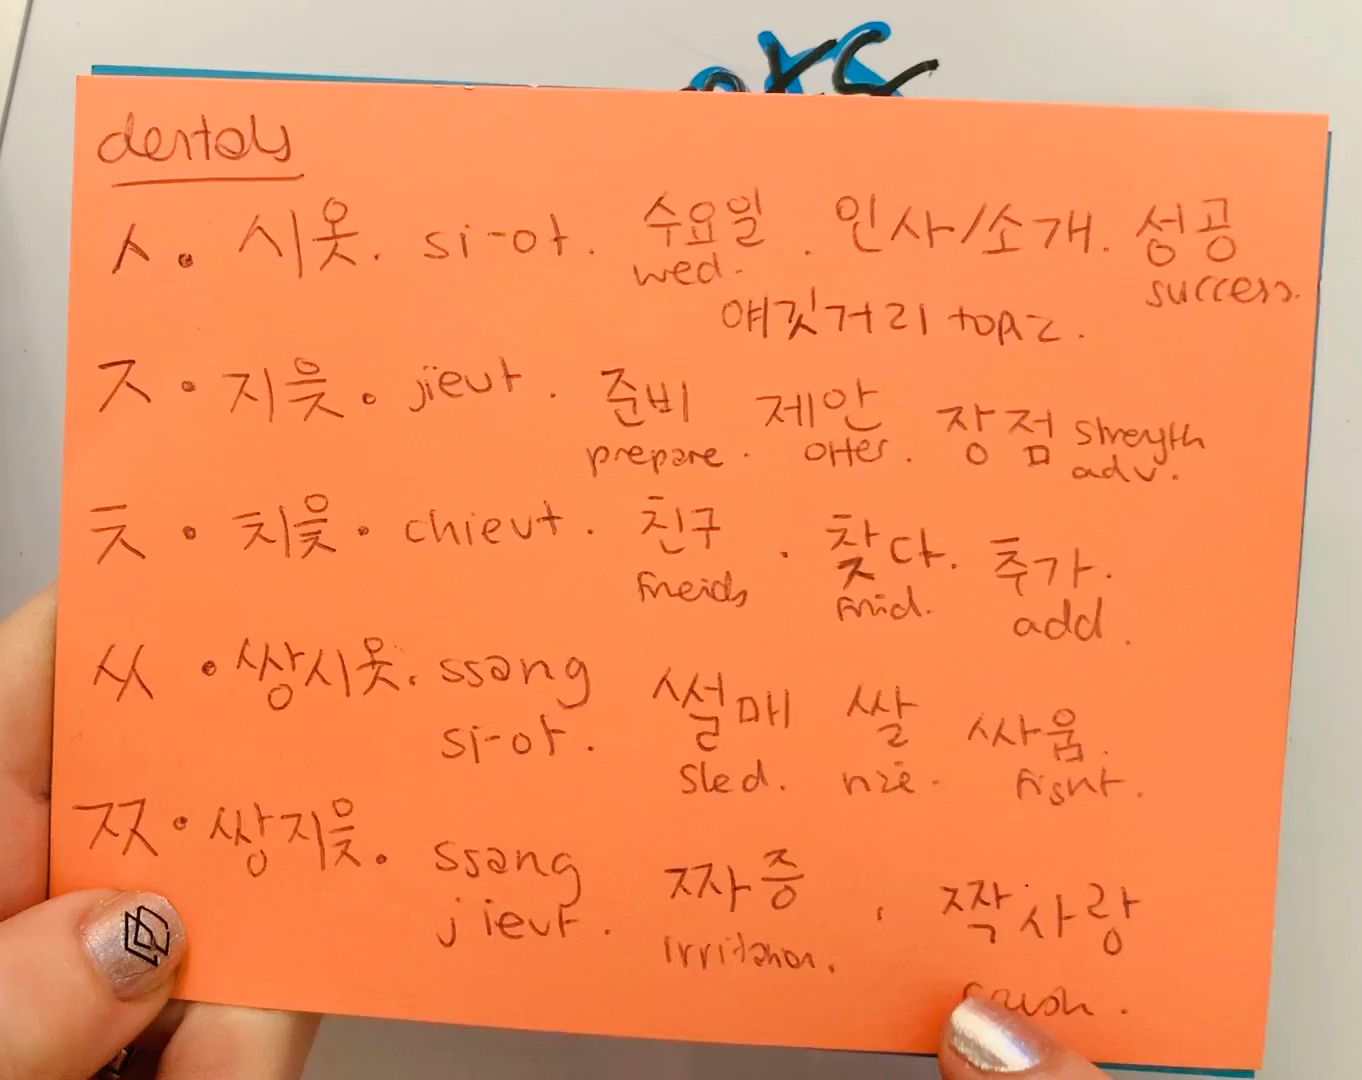 dentals
ㅅ. 시옷. si-ot. 수요일. 인사/소개. 성공
wed. success.
얘깃거리 topic.
ㅈ. 지읒. jieut. 준비 제안 장점 strength
prepare. offer. adv.
ㅊ. 치읓. chieut. 친구. 찾다. 추가.
friends find. add.
ㅆ. 쌍시옷. ssang 썰매 쌀 싸움.
si-ot. sled. rice. fight.
ㅉ. 쌍지읒. ssang 짜증, 짝사랑
jieut. irritation.
crush.